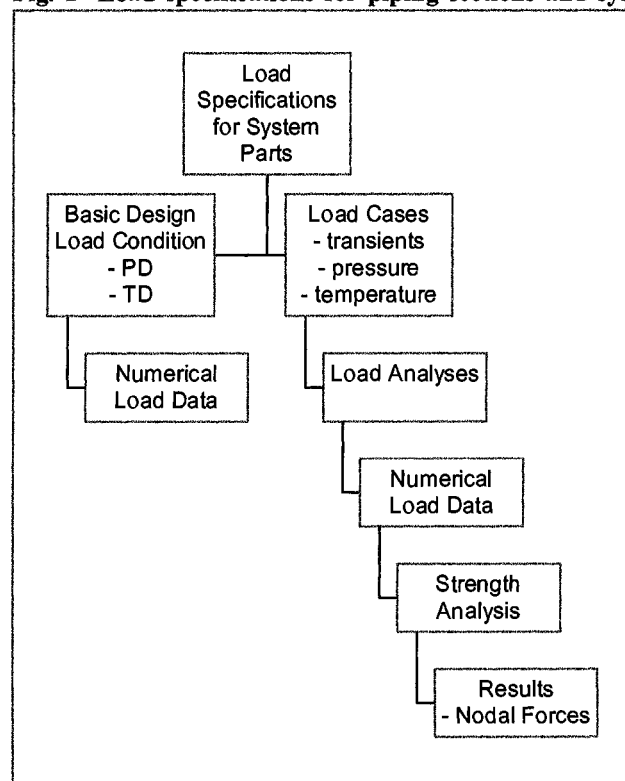 Load
Specifications
for System
Parts
Basic Design
Load Condition
- PD
- TD
Load Cases
- transients
- pressure
- temperature
Numerical
Load Data
Load Analyses
Numerical
Load Data
Strength
Analysis
Results
- Nodal Forces